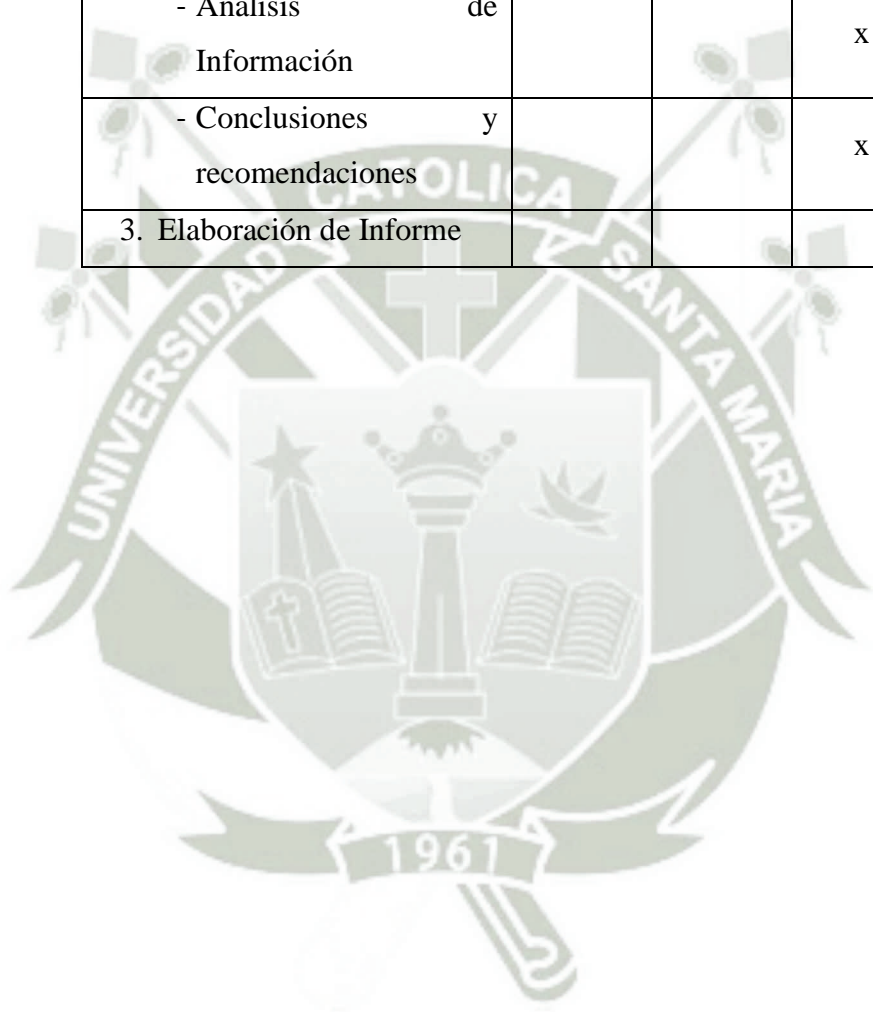 - Análisis de
Información
x
- Conclusiones y
recomendaciones
x
3. Elaboración de Informe
UNIVERSIDAD CATOLICA SANTA MARIA
1961